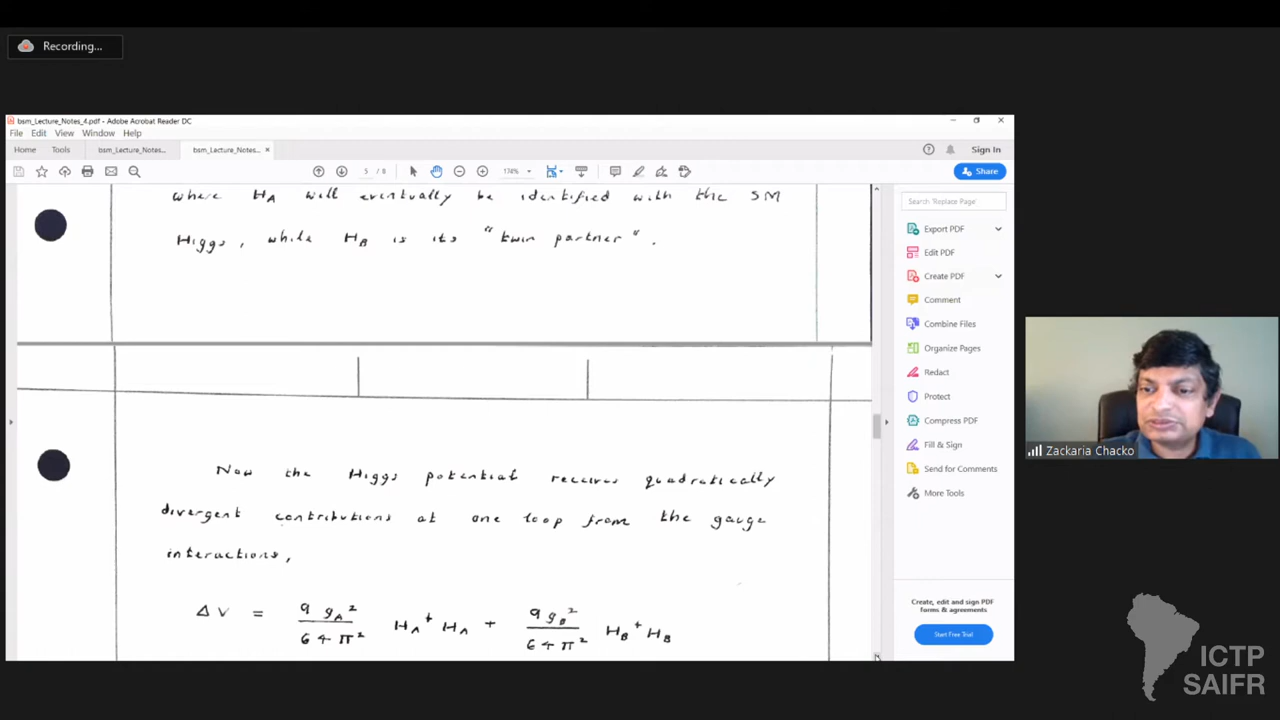 Recording...
bsm_Lecture_Notes_4.pdf - Adobe Acrobat Reader DC
File Edit View Window Help
Home Tools bsm_Lecture_Notes... bsm_Lecture_Notes... × Sign In
5 / 8 174% Share
where H_A will eventually be identified with the SM
Higgs, while H_B is its "twin partner".
Now the Higgs potential receives quadratically
divergent contributions at one loop from the gauge
interactions,
ΔV = 9 g_A² / 64π² H_A† H_A + 9 g_B² / 64π² H_B† H_B
Search 'Replace Page'
Export PDF
Edit PDF
Create PDF
Comment
Combine Files
Organize Pages
Redact
Protect
Compress PDF
Fill & Sign
Send for Comments
More Tools
Create, edit and sign PDF
forms & agreements
Start Free Trial
Zackaria Chacko
ICTP
SAIFR